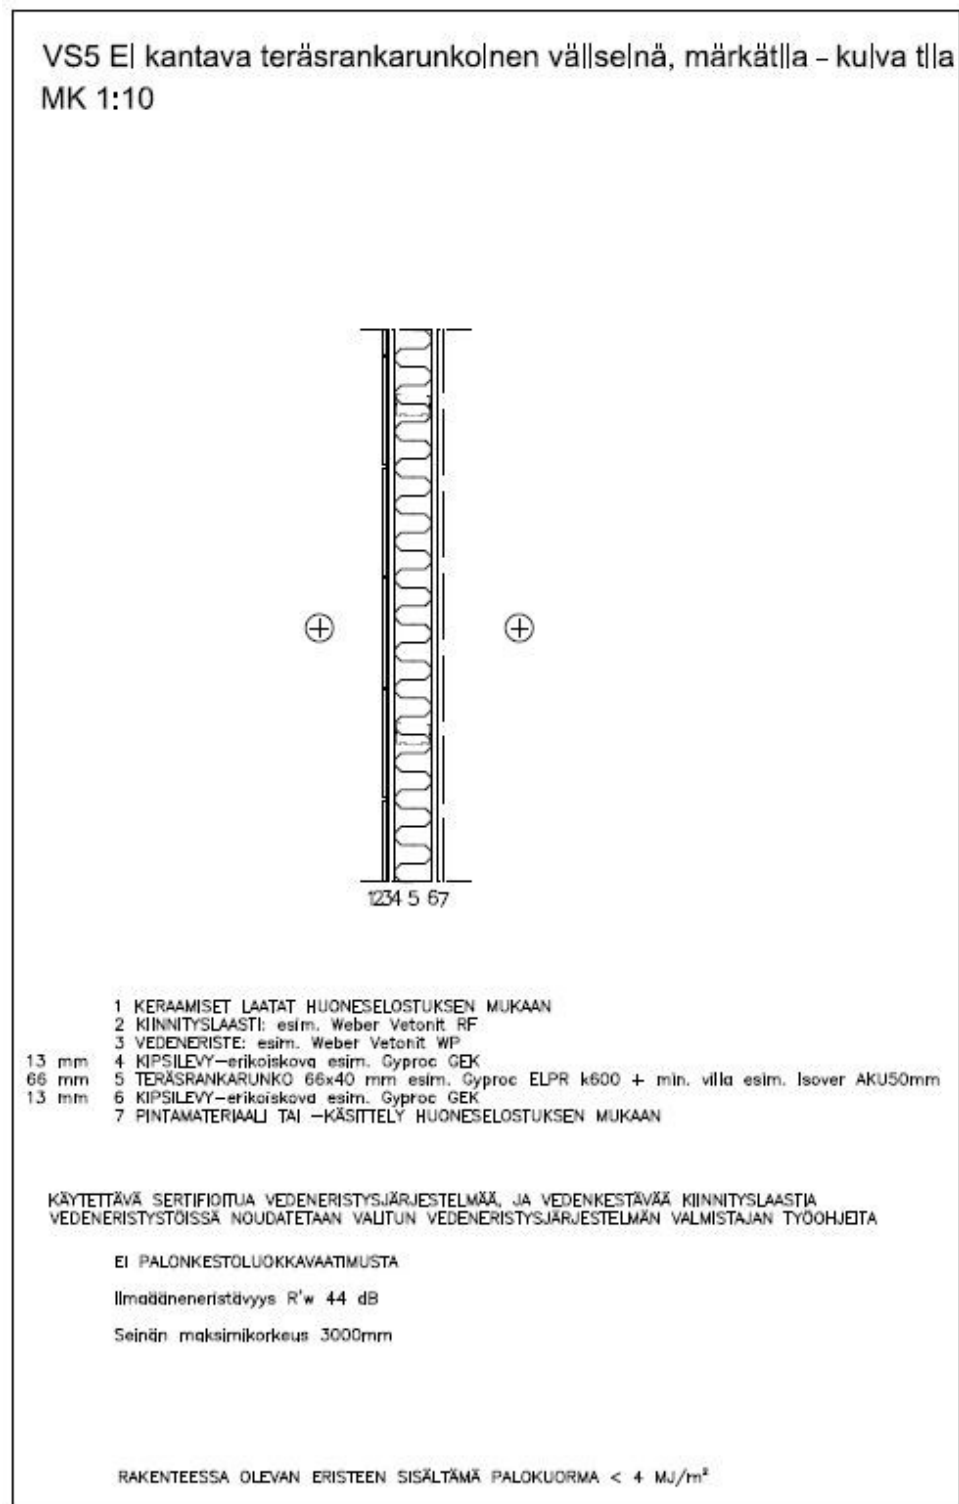 VS5 EI kantava teräsrankarunkoinen väliseinä, märkätila - kuiva tila
MK 1:10
1234 5 67
1 KERAAMISET LAATAT HUONESELOSTUKSEN MUKAAN
2 KIINNITYSLAASTI: esim. Weber Vetonit RF
3 VEDENERISTE: esim. Weber Vetonit WP
13 mm 4 KIPSILEVY-erikoiskova esim. Gyproc GEK
66 mm 5 TERÄSRANKARUNKO 66x40 mm esim. Gyproc ELPR k600 + min. villa esim. Isover AKU50mm
13 mm 6 KIPSILEVY-erikoiskova esim. Gyproc GEK
7 PINTAMATERIAALI TAI -KÄSITTELY HUONESELOSTUKSEN MUKAAN
KÄYTETTÄVÄ SERTIFIOITUA VEDENERISTYSJÄRJESTELMÄÄ, JA VEDENKESTÄVÄÄ KIINNITYSLAASTIA
VEDENERISTYSTÖISSÄ NOUDATETAAN VALITUN VEDENERISTYSJÄRJESTELMÄN VALMISTAJAN TYÖOHJEITA
EI PALONKESTOLUOKKAVAATIMUSTA
Ilmaääneneristävyys R'w 44 dB
Seinän maksimikorkeus 3000mm
RAKENTEESSA OLEVAN ERISTEEN SISÄLTÄMÄ PALOKUORMA < 4 MJ/m²